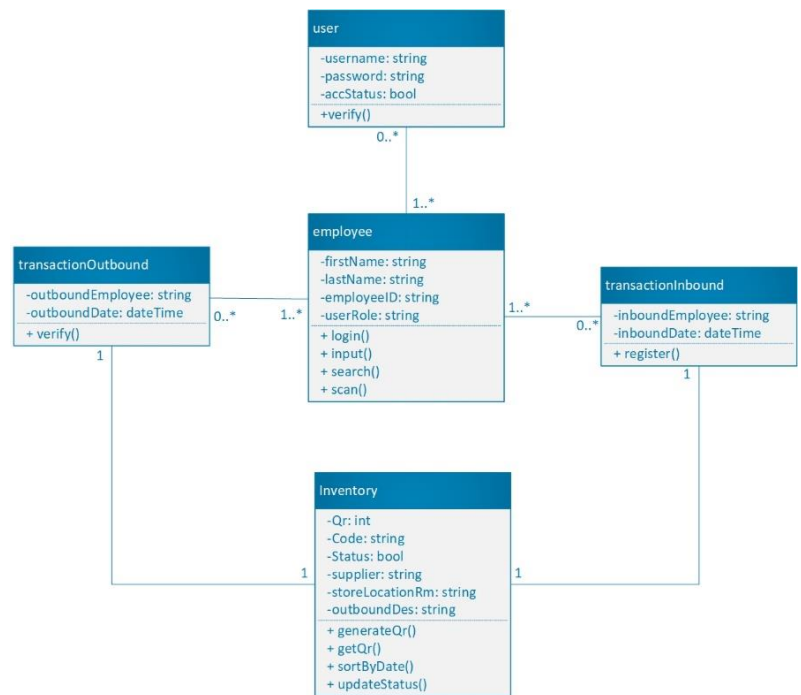 user
-username: string
-password: string
-accStatus: bool
+verify()
0..*
1..*
employee
-firstName: string
-lastName: string
-employeeID: string
-userRole: string
+ login()
+ input()
+ search()
+ scan()
transactionOutbound
-outboundEmployee: string
-outboundDate: dateTime
+ verify()
0..*
1..*
1
transactionInbound
-inboundEmployee: string
-inboundDate: dateTime
+ register()
1..*
0..*
1
Inventory
-Qr: int
-Code: string
-Status: bool
-supplier: string
-storeLocationRm: string
-outboundDes: string
+ generateQr()
+ getQr()
+ sortByDate()
+ updateStatus()
1
1